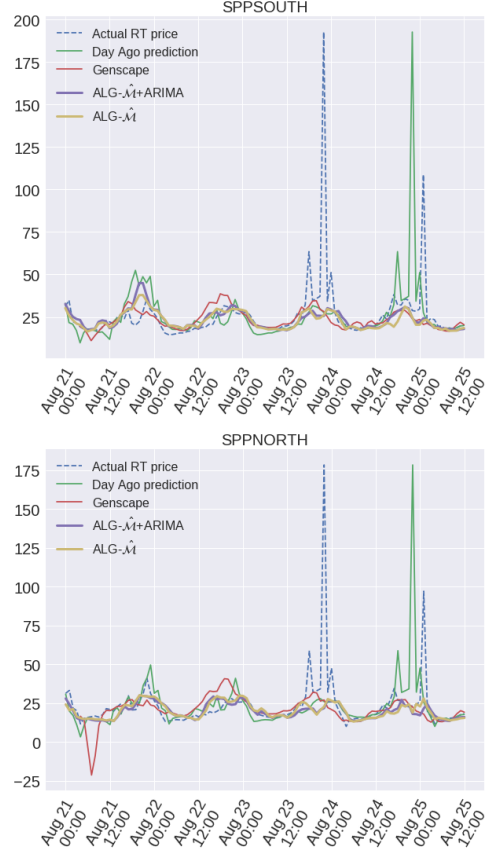 SPPSOUTH
200
175
150
125
100
75
50
25
Actual RT price
Day Ago prediction
Genscape
ALG-M̂+ARIMA
ALG-M̂
Aug 21 00:00
Aug 21 12:00
Aug 22 00:00
Aug 22 12:00
Aug 23 00:00
Aug 23 12:00
Aug 24 00:00
Aug 24 12:00
Aug 25 00:00
Aug 25 12:00
SPPNORTH
175
150
125
100
75
50
25
0
−25
Actual RT price
Day Ago prediction
Genscape
ALG-M̂+ARIMA
ALG-M̂
Aug 21 00:00
Aug 21 12:00
Aug 22 00:00
Aug 22 12:00
Aug 23 00:00
Aug 23 12:00
Aug 24 00:00
Aug 24 12:00
Aug 25 00:00
Aug 25 12:00